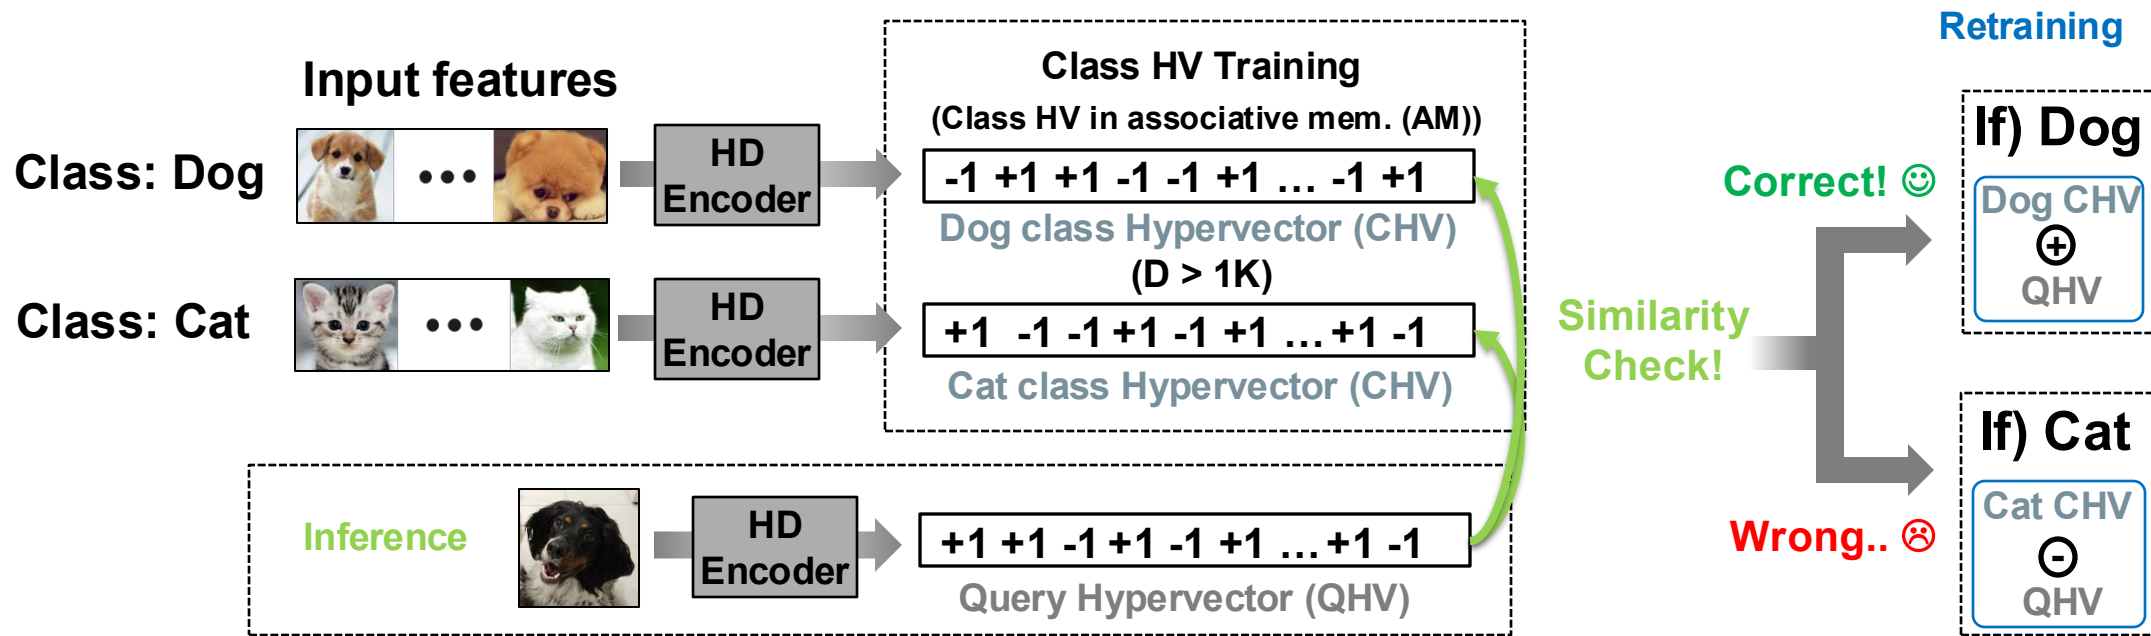 Retraining
Input features
Class HV Training
(Class HV in associative mem. (AM))
Class: Dog
HD
Encoder
-1 +1 +1 -1 -1 +1 ... -1 +1
Dog class Hypervector (CHV)
(D > 1K)
Class: Cat
HD
Encoder
+1 -1 -1 +1 -1 +1 ... +1 -1
Cat class Hypervector (CHV)
Inference
HD
Encoder
+1 +1 -1 +1 -1 +1 ... +1 -1
Query Hypervector (QHV)
Similarity
Check!
Correct! ☺
If) Dog
Dog CHV
+
QHV
Wrong.. ☹
If) Cat
Cat CHV
-
QHV